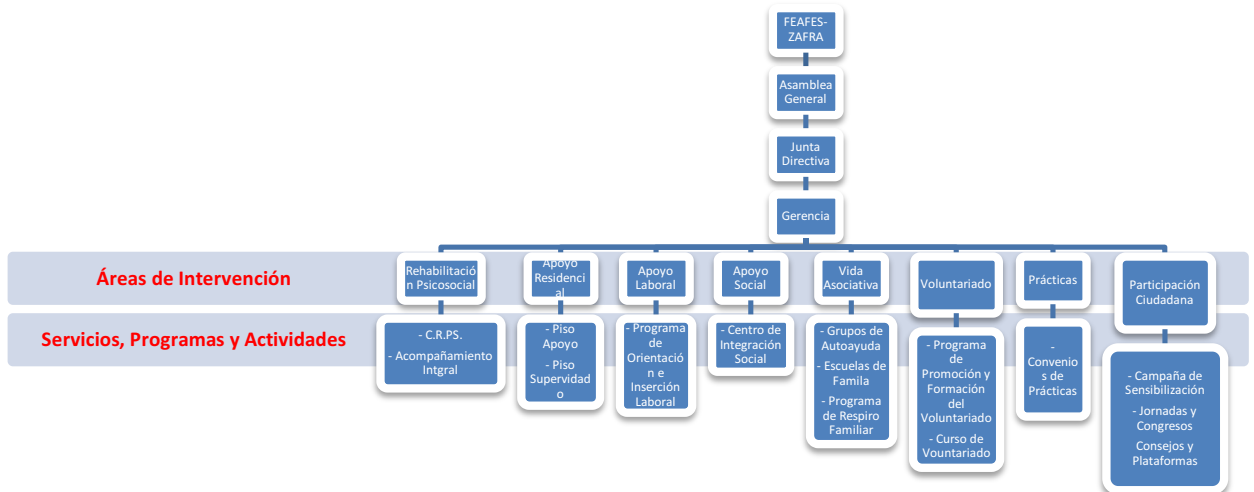 FEAFES-
ZAFRA
Asamblea
General
Junta
Directiva
Gerencia
Áreas de Intervención
Rehabilitació
n Psicosocial
Apoyo
Residenci
al
Apoyo
Laboral
Apoyo
Social
Vida
Asociativa
Voluntariado
Prácticas
Participación
Ciudadana
Servicios, Programas y Actividades
- C.R.PS.
- Acompañamiento
Intgral
- Piso
Apoyo
- Piso
Supervidad
o
- Programa
de
Orientación
n e
Inserción
Laboral
- Centro de
Integración
Social
- Grupos de
Autoayuda
- Escuelas de
Famila
- Programa
de Respiro
Familiar
- Programa
de
Promoción y
Formación
del
Voluntariado
- Curso de
Vountariado
-
Convenio
s de
Prácticas
- Campaña de
Sensibilización
- Jornadas y
Congresos
Consejos y
Plataformas